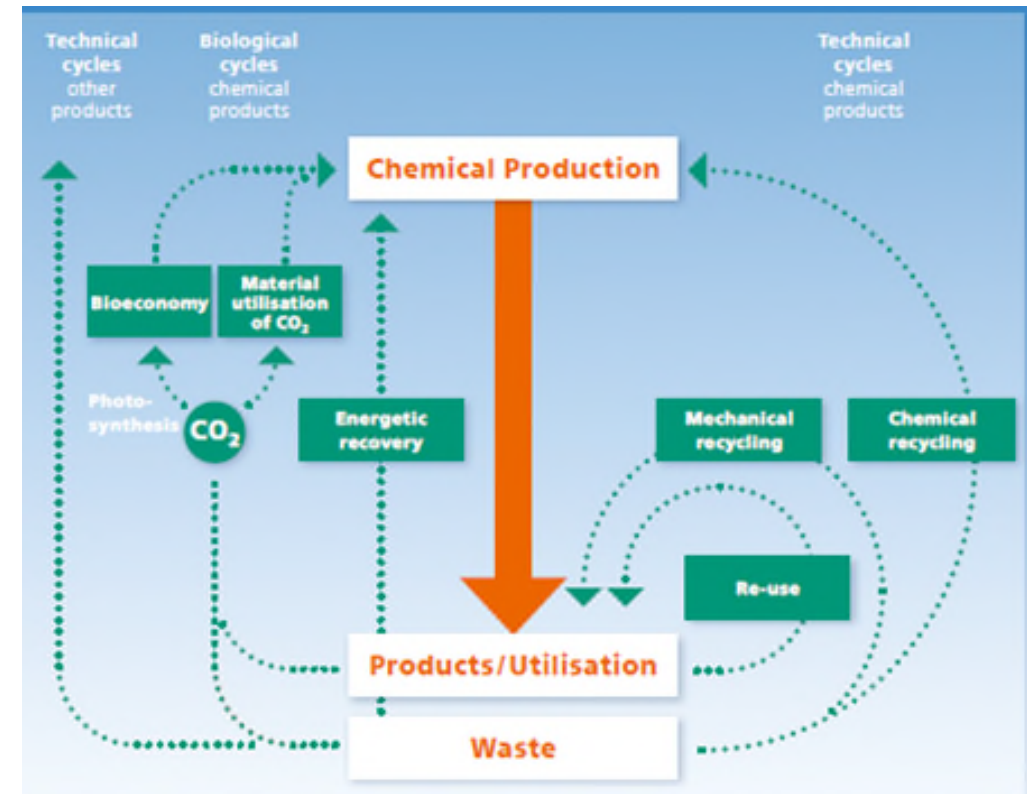 Technical
cycles
other
products
Biological
cycles
chemical
products
Technical
cycles
chemical
products
Chemical Production
Bioeconomy
Material
utilisation
of CO₂
Photo-
synthesis
CO₂
Energetic
recovery
Mechanical
recycling
Chemical
recycling
Re-use
Products/Utilisation
Waste